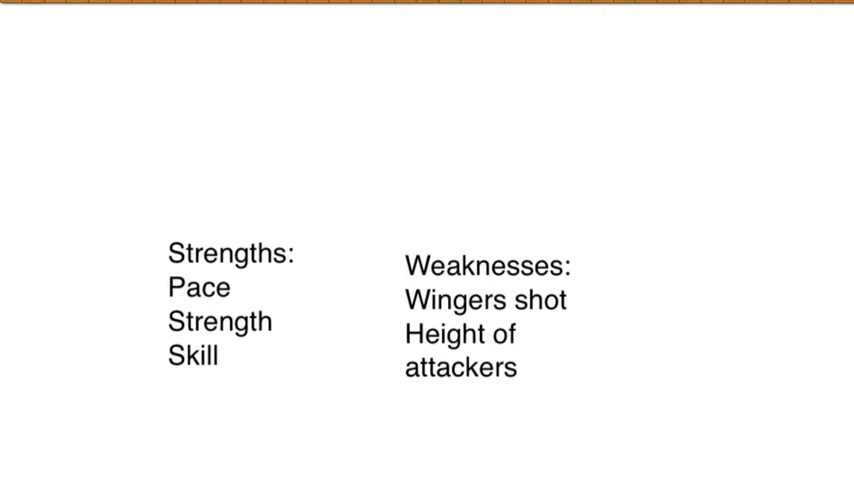 Strengths:
Pace
Strength
Skill
Weaknesses:
Wingers shot
Height of
attackers